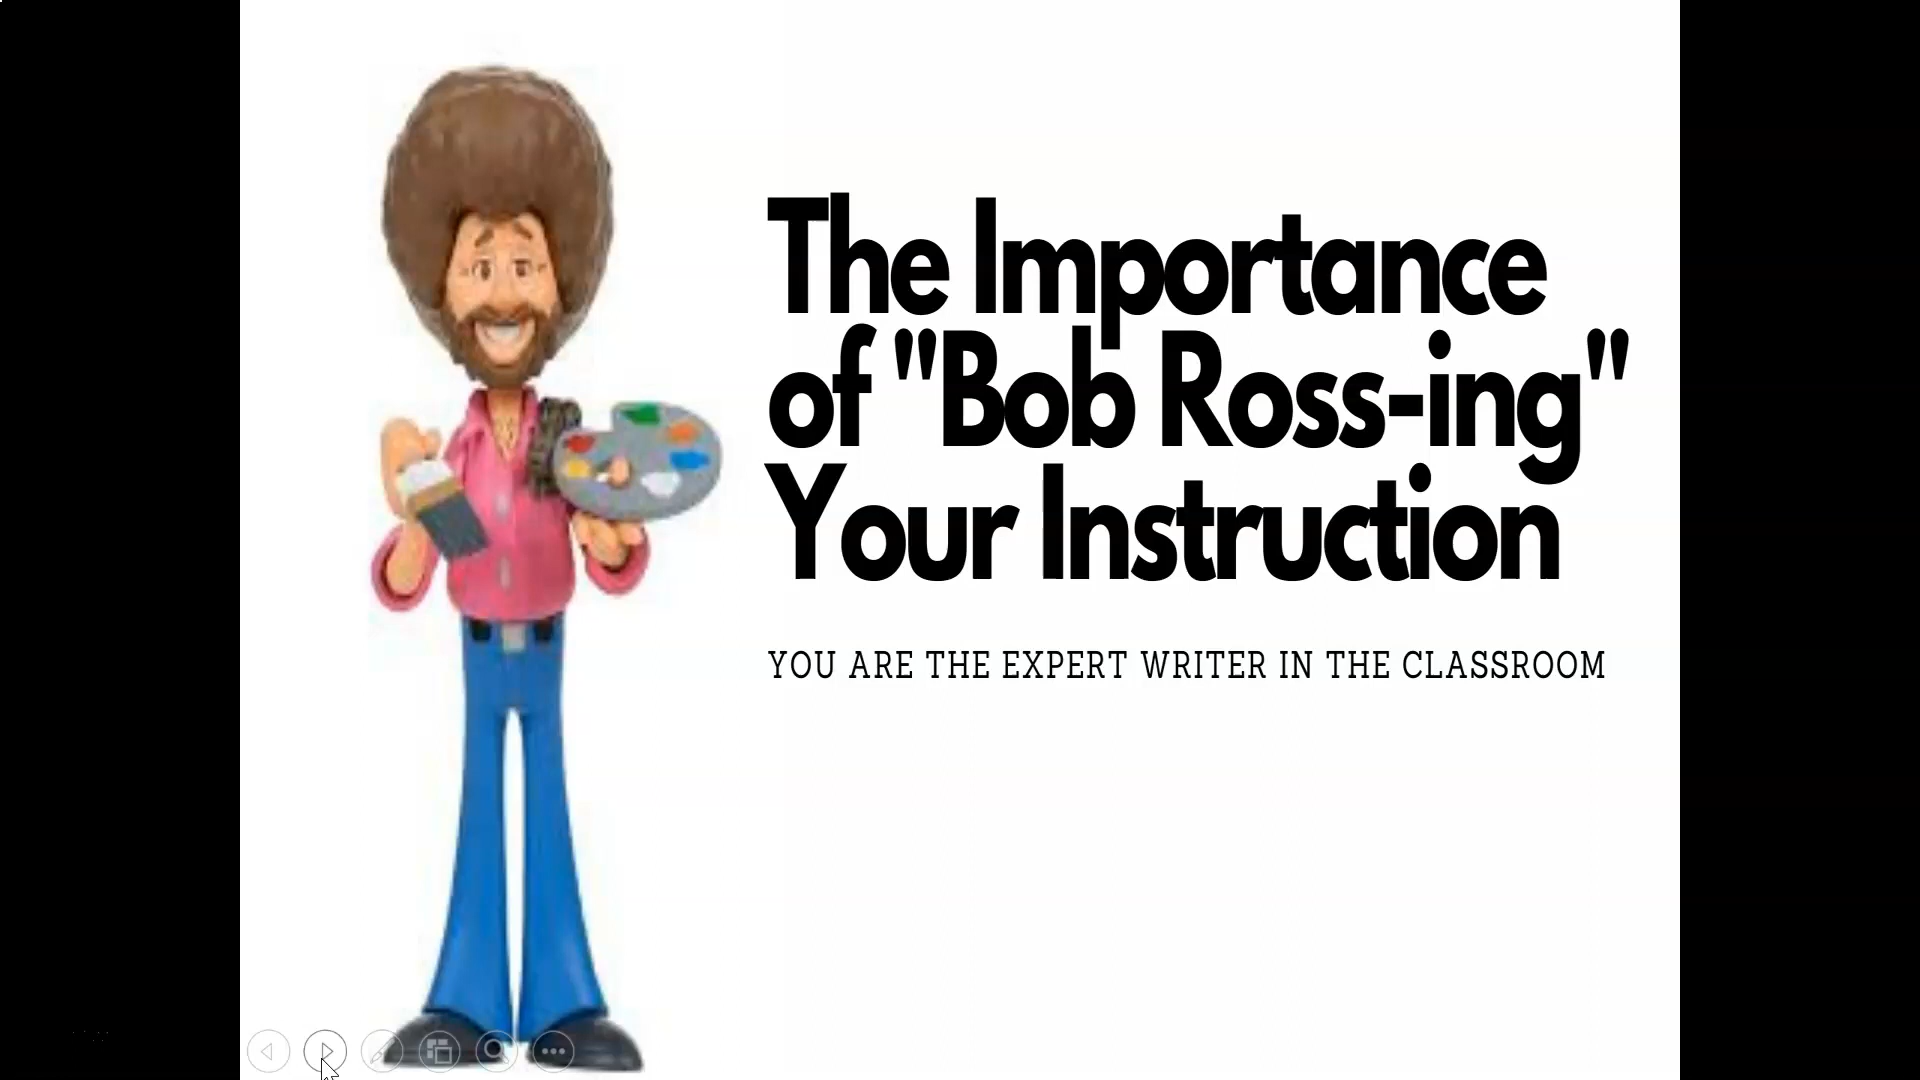 The Importance
of "Bob Ross-ing"
Your Instruction
YOU ARE THE EXPERT WRITER IN THE CLASSROOM